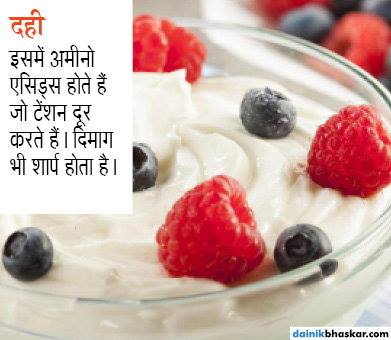 दही
इसमें अमीनो
एसिड्स होते हैं
जो टेंशन दूर
करते हैं। दिमाग
भी शार्प होता है।
dainikbhaskar.com